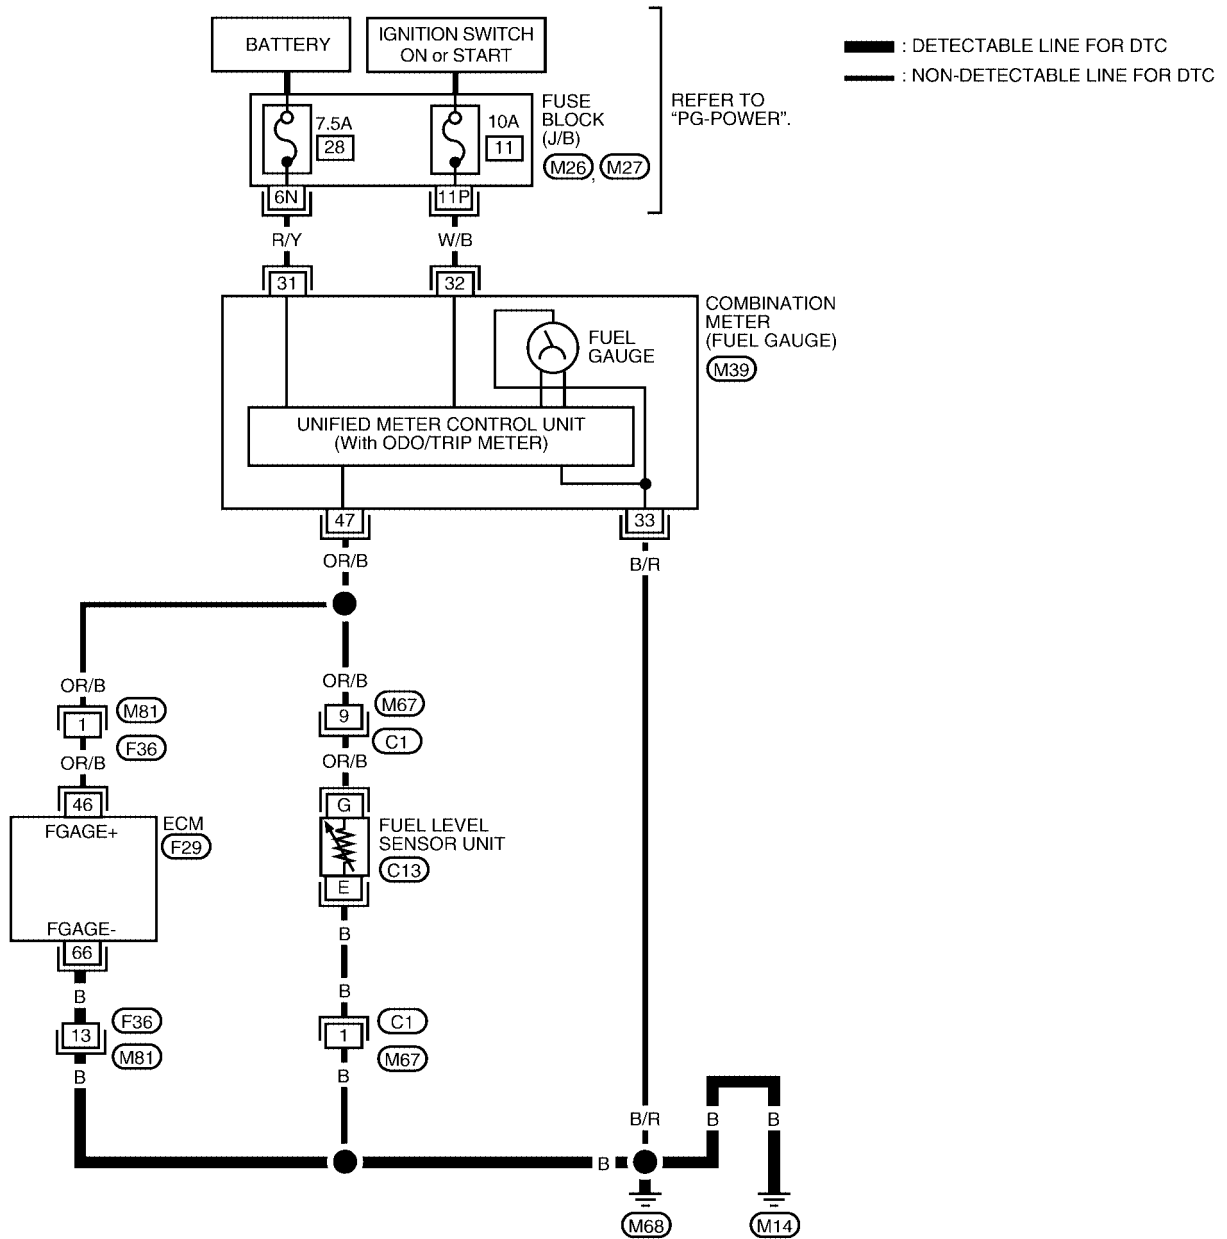 BATTERY
IGNITION SWITCH
ON or START
: DETECTABLE LINE FOR DTC
: NON-DETECTABLE LINE FOR DTC
7.5A
28
10A
11
FUSE
BLOCK
(J/B)
M26 , M27
REFER TO
"PG-POWER".
6N
11P
R/Y
W/B
31
32
COMBINATION
METER
(FUEL GAUGE)
M39
FUEL
GAUGE
UNIFIED METER CONTROL UNIT
(With ODO/TRIP METER)
47
33
OR/B
B/R
OR/B
M81
1
F36
OR/B
OR/B
M67
9
C1
OR/B
46
FGAGE+
ECM
F29
FGAGE-
66
G
FUEL LEVEL
SENSOR UNIT
C13
E
B
B
B
F36
13
M81
B
C1
1
M67
B
B/R
B
B
B
M68
M14